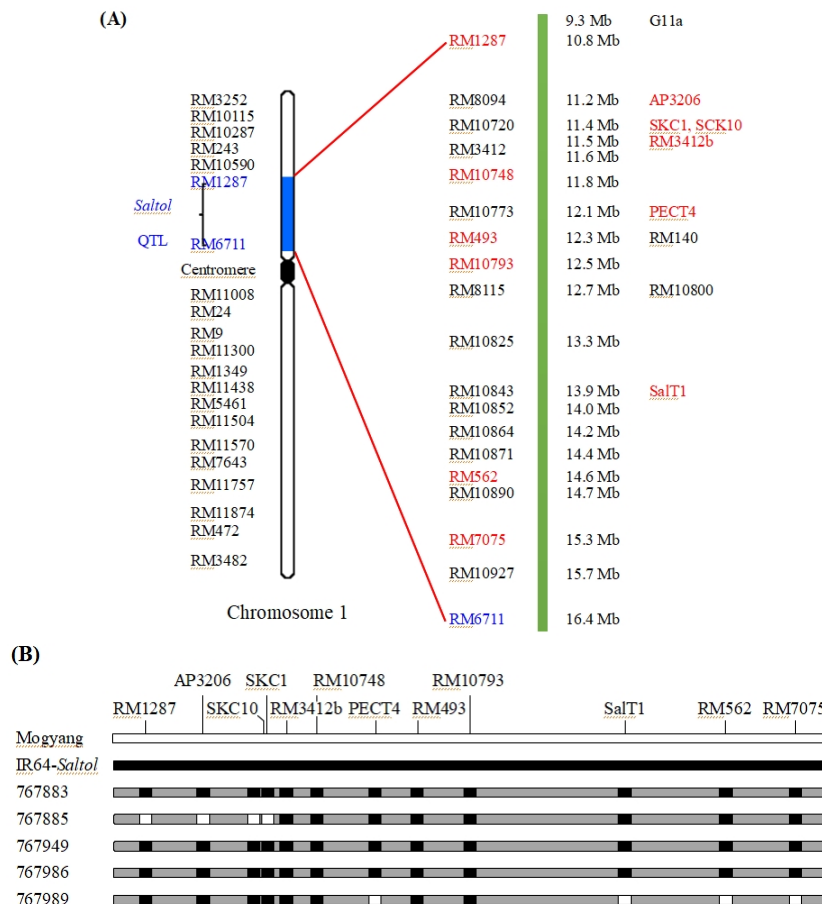 (A)
9.3 Mb G11a
RM1287 10.8 Mb
RM3252
RM10115
RM10287
RM243
RM10590
RM1287
Saltol
QTL
RM6711
Centromere
RM11008
RM24
RM9
RM11300
RM1349
RM11438
RM5461
RM11504
RM11570
RM7643
RM11757
RM11874
RM472
RM3482
Chromosome 1
RM8094 11.2 Mb AP3206
RM10720 11.4 Mb SKC1, SCK10
11.5 Mb RM3412b
RM3412 11.6 Mb
RM10748 11.8 Mb
RM10773 12.1 Mb PECT4
RM493 12.3 Mb RM140
RM10793 12.5 Mb
RM8115 12.7 Mb RM10800
RM10825 13.3 Mb
RM10843 13.9 Mb SalT1
RM10852 14.0 Mb
RM10864 14.2 Mb
RM10871 14.4 Mb
RM562 14.6 Mb
RM10890 14.7 Mb
RM7075 15.3 Mb
RM10927 15.7 Mb
RM6711 16.4 Mb
(B)
AP3206 SKC1 RM10748 RM10793
RM1287 SKC10 RM3412b PECT4 RM493 SalT1 RM562 RM7075
Mogyang
IR64-Saltol
767883
767885
767949
767986
767989